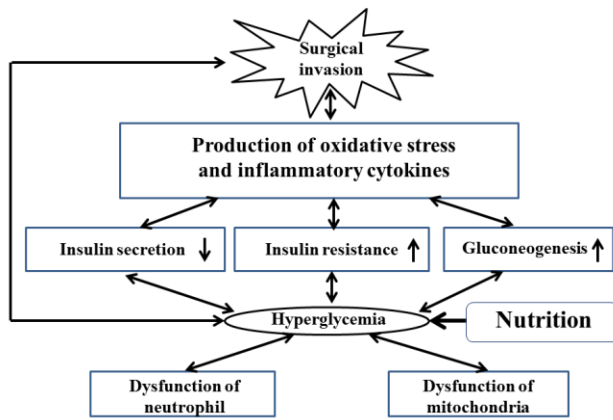 Surgical
invasion
Production of oxidative stress
and inflammatory cytokines
Insulin secretion
Insulin resistance
Gluconeogenesis
Hyperglycemia
Nutrition
Dysfunction of
neutrophil
Dysfunction of
mitochondria